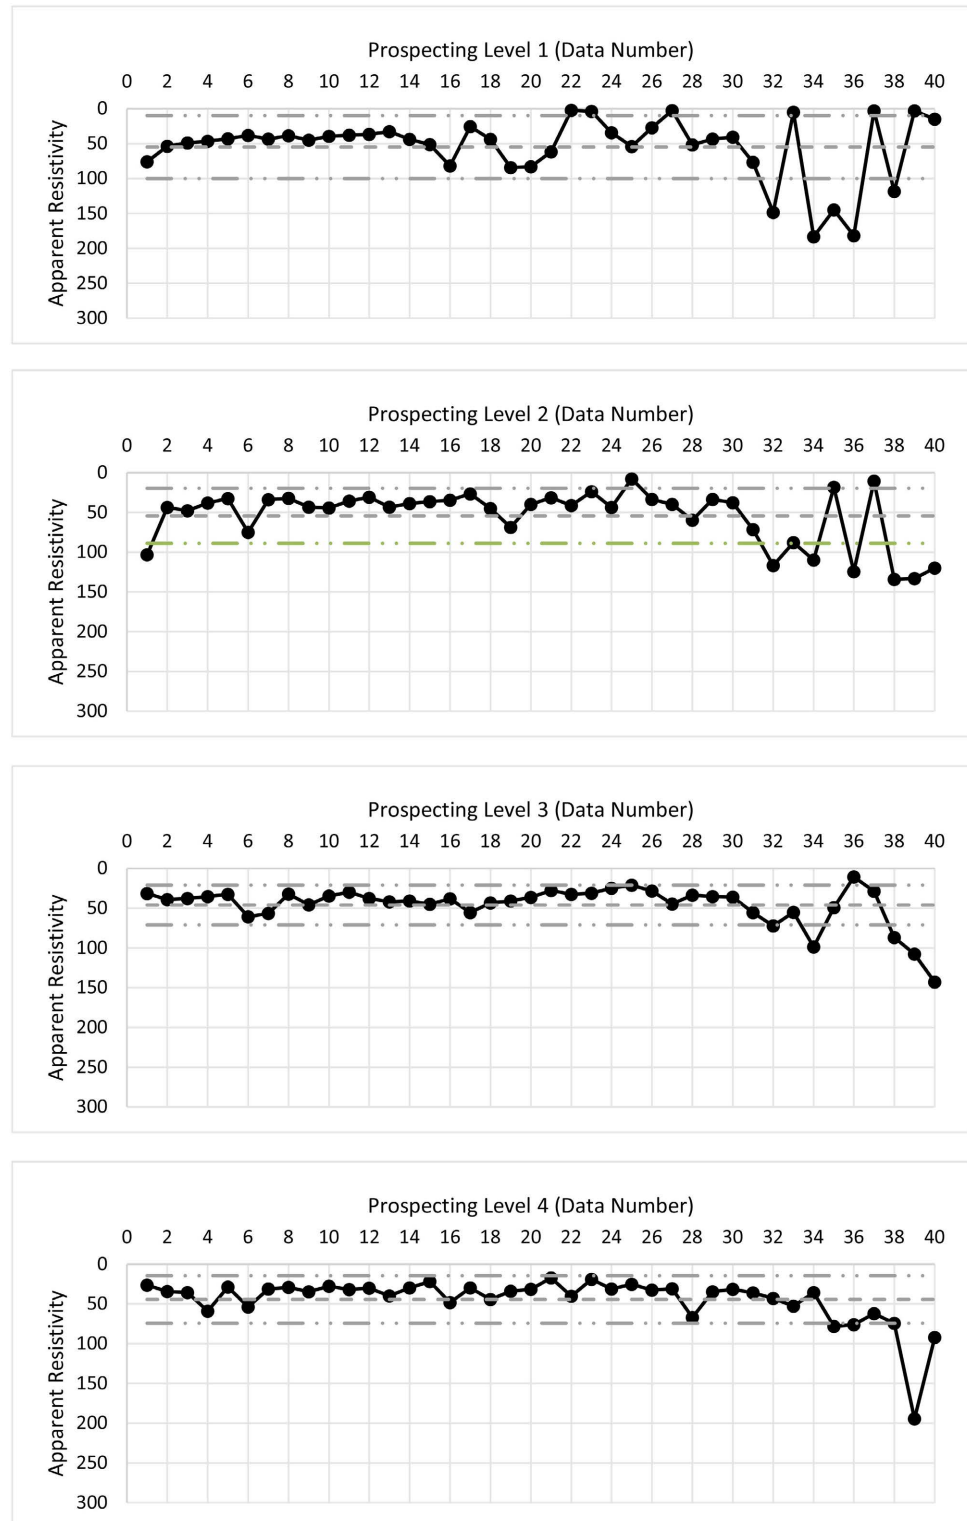 Prospecting Level 1 (Data Number)
0 2 4 6 8 10 12 14 16 18 20 22 24 26 28 30 32 34 36 38 40
Apparent Resistivity
0
50
100
150
200
250
300
Prospecting Level 2 (Data Number)
0 2 4 6 8 10 12 14 16 18 20 22 24 26 28 30 32 34 36 38 40
Apparent Resistivity
0
50
100
150
200
250
300
Prospecting Level 3 (Data Number)
0 2 4 6 8 10 12 14 16 18 20 22 24 26 28 30 32 34 36 38 40
Apparent Resistivity
0
50
100
150
200
250
300
Prospecting Level 4 (Data Number)
0 2 4 6 8 10 12 14 16 18 20 22 24 26 28 30 32 34 36 38 40
Apparent Resistivity
0
50
100
150
200
250
300